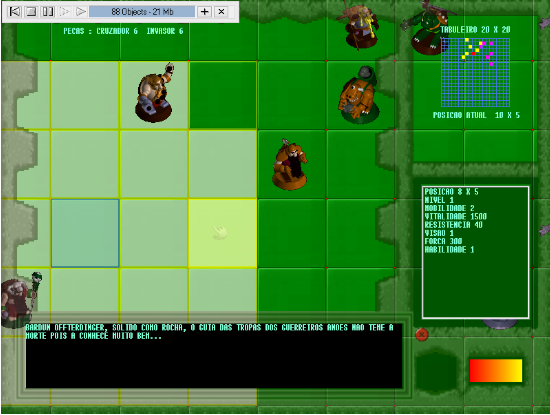 88 Objects - 21 Mb
PECAS : CRUZADOR 6 INVASOR 6
TABULEIRO 20 X 20
POSICAO ATUAL 10 X 5
POSICAO 8 X 5
NIVEL 1
MOBILIDADE 2
VITALIDADE 1500
RESISTENCIA 40
VISAO 1
FORCA 300
HABILIDADE 1
BARDUN OFFTERDINGER, SOLIDO COMO ROCHA, O GUIA DAS TROPAS DOS GUERREIROS ANOES NAO TEME A
MORTE POIS A CONHECE MUITO BEM...